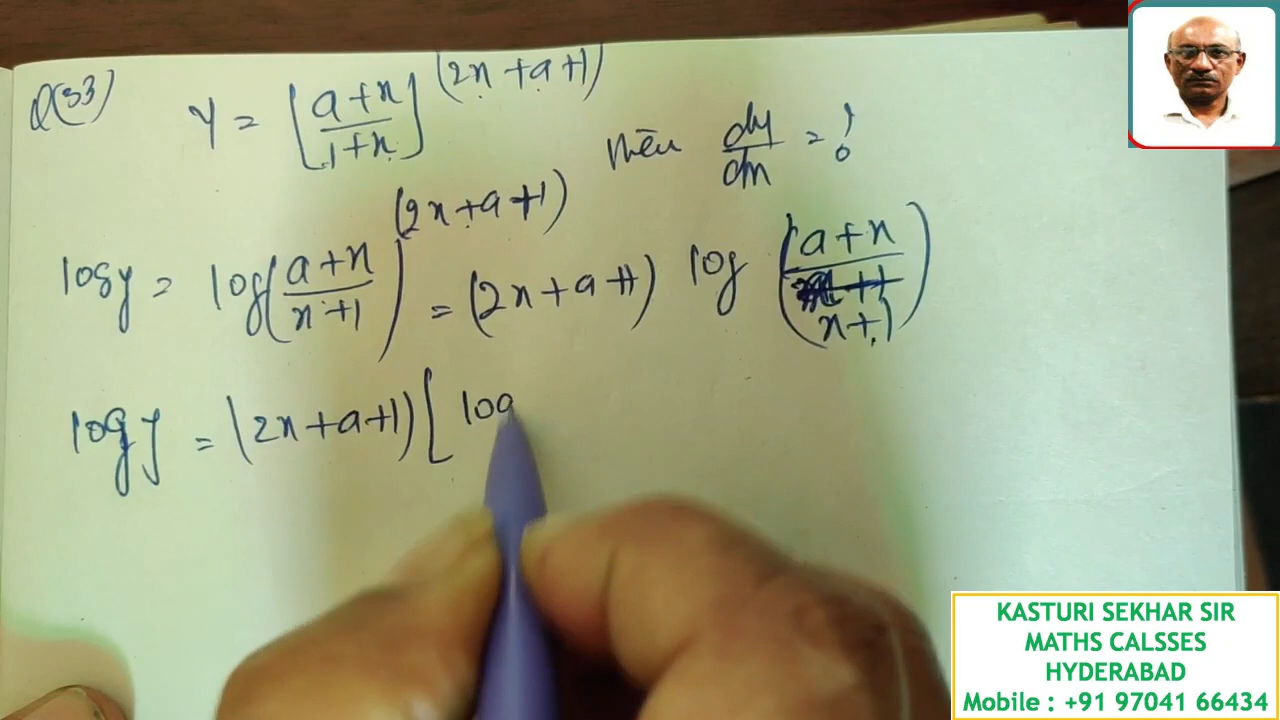 Q(33) y = [a+x / 1+x]^(2x+a+1) then dy/dx = ?
log y = log(a+x / x+1)^(2x+a+1) = (2x+a+1) log (a+x / x+1)
log y = (2x+a+1) [ log
KASTURI SEKHAR SIR
MATHS CALSSES
HYDERABAD
Mobile : +91 97041 66434